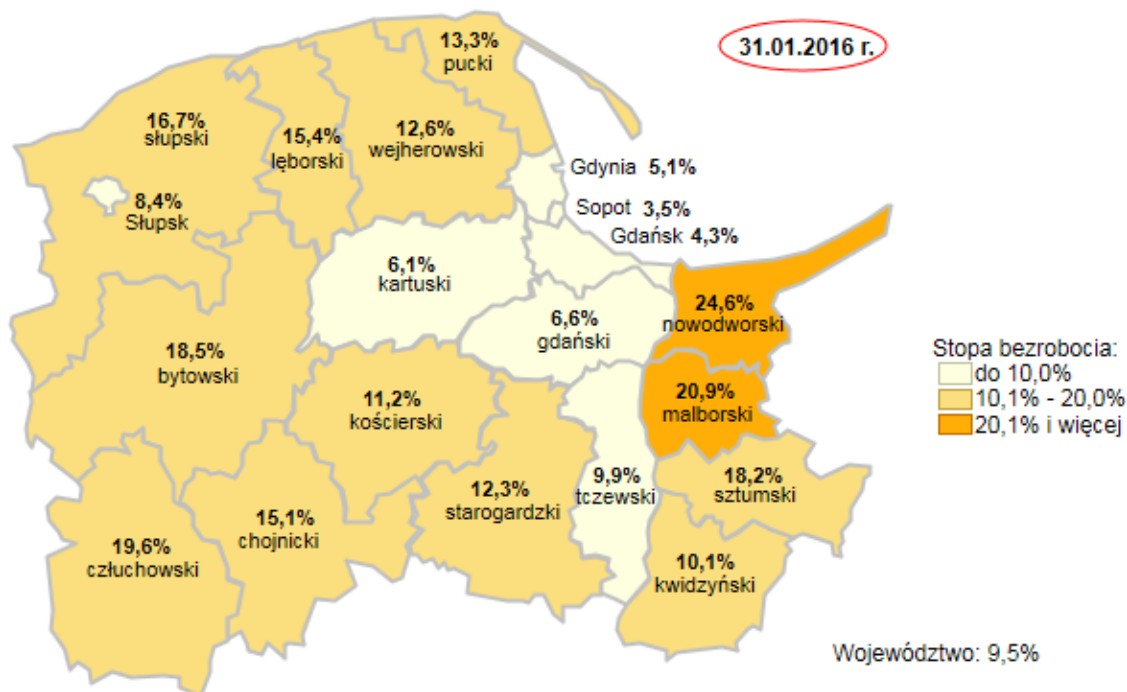 31.01.2016 r.
13,3%
pucki
16,7%
słupski
15,4%
lęborski
12,6%
wejherowski
Gdynia 5,1%
8,4%
Słupsk
Sopot 3,5%
Gdańsk 4,3%
6,1%
kartuski
6,6%
gdański
24,6%
nowodworski
18,5%
bytowski
11,2%
kościerski
20,9%
malborski
Stopa bezrobocia:
do 10,0%
10,1% - 20,0%
20,1% i więcej
19,6%
człuchowski
15,1%
chojnicki
12,3%
starogardzki
9,9%
tczewski
18,2%
sztumski
10,1%
kwidzyński
Województwo: 9,5%